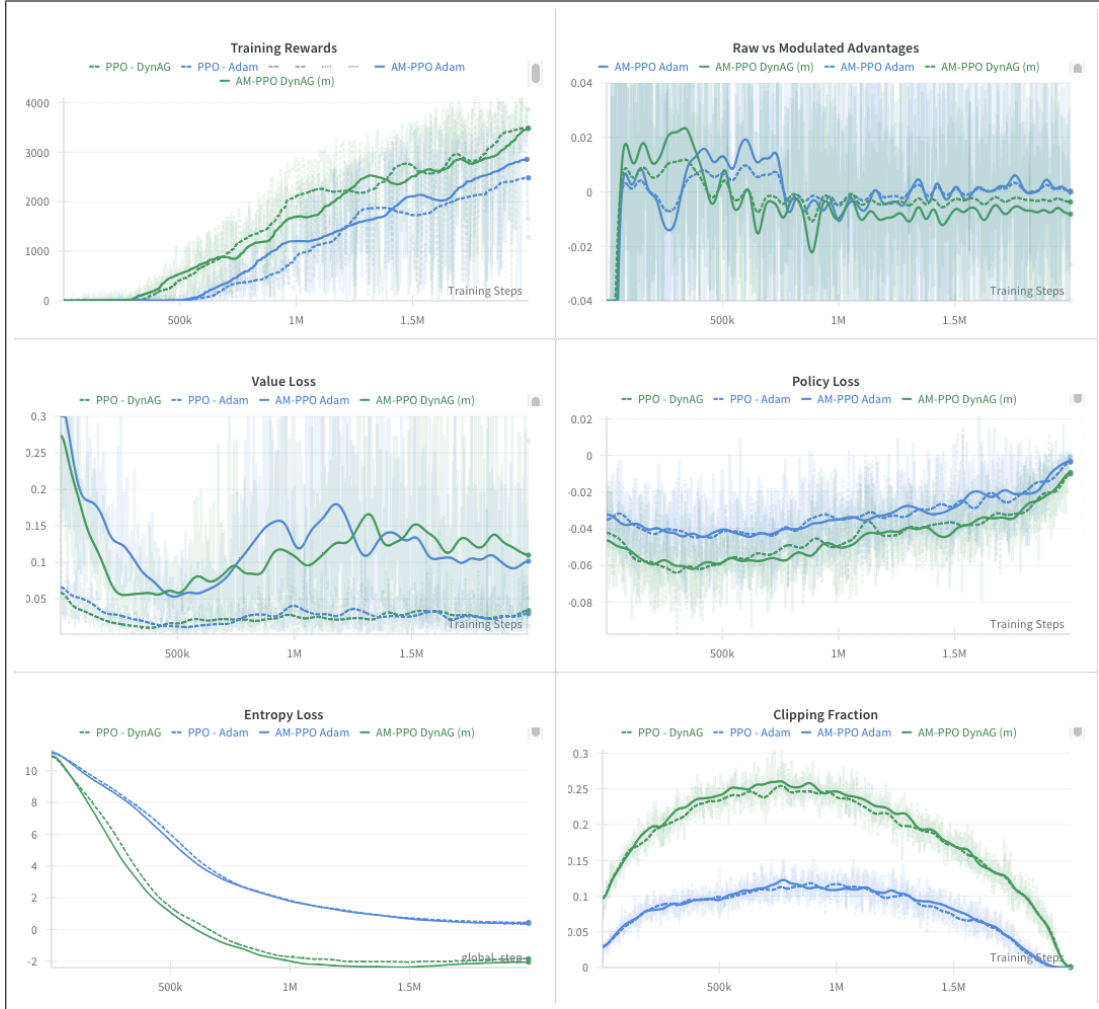 Training Rewards
PPO - DynAG PPO - Adam AM-PPO Adam
AM-PPO DynAG (m)
4000
3000
2000
1000
0
500k 1M 1.5M
Training Steps
Raw vs Modulated Advantages
AM-PPO Adam AM-PPO DynAG (m) AM-PPO Adam AM-PPO DynAG (m)
0.04
0.02
0
-0.02
-0.04
500k 1M 1.5M
Training Steps
Value Loss
PPO - DynAG PPO - Adam AM-PPO Adam AM-PPO DynAG (m)
0.3
0.25
0.2
0.15
0.1
0.05
500k 1M 1.5M
Training Steps
Policy Loss
PPO - DynAG PPO - Adam AM-PPO Adam AM-PPO DynAG (m)
0.02
0
-0.02
-0.04
-0.06
-0.08
500k 1M 1.5M
Training Steps
Entropy Loss
PPO - DynAG PPO - Adam AM-PPO Adam AM-PPO DynAG (m)
10
8
6
4
2
0
-2
500k 1M 1.5M
global_step
Clipping Fraction
PPO - DynAG PPO - Adam AM-PPO Adam AM-PPO DynAG (m)
0.3
0.25
0.2
0.15
0.1
0.05
0
500k 1M 1.5M
Training Steps